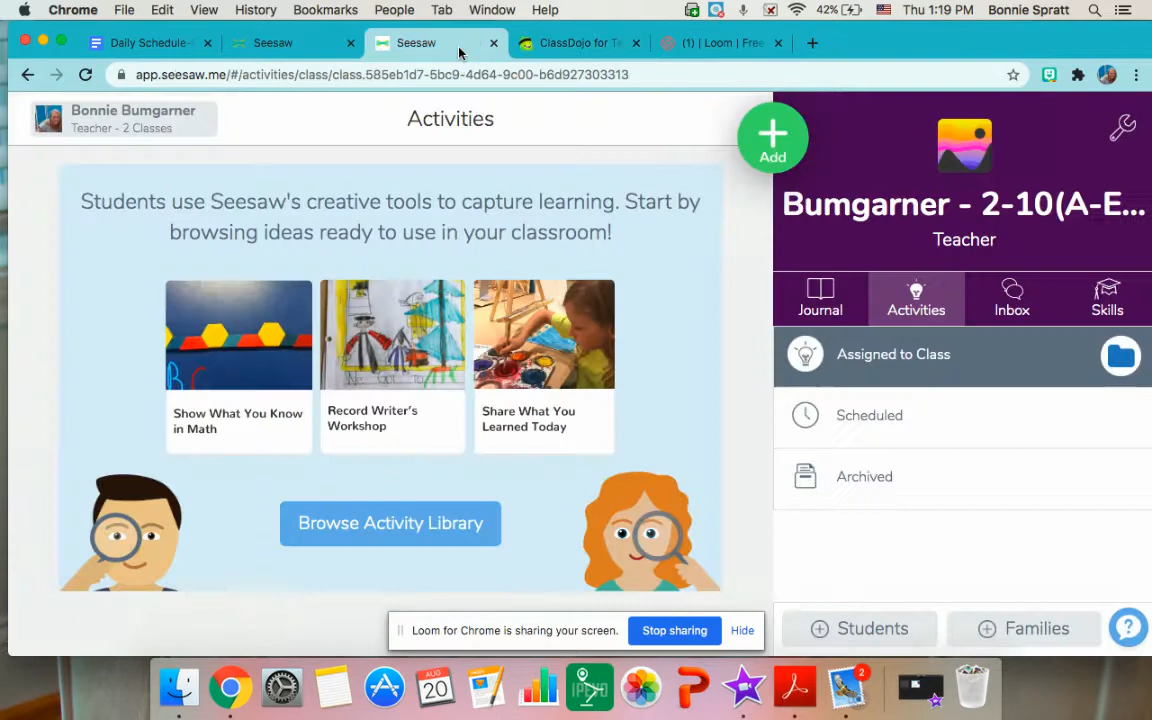 Chrome File Edit View History Bookmarks People Tab Window Help 42% Thu 1:19 PM Bonnie Spratt
Daily Schedule- Seesaw Seesaw ClassDojo for Te (1) | Loom | Free
app.seesaw.me/#/activities/class/class.585eb1d7-5bc9-4d64-9c00-b6d927303313
Bonnie Bumgarner
Teacher - 2 Classes
Activities
Add
Students use Seesaw's creative tools to capture learning. Start by
browsing ideas ready to use in your classroom!
Show What You Know
in Math
Record Writer's
Workshop
Share What You
Learned Today
Browse Activity Library
Bumgarner - 2-10(A-E...
Teacher
Journal Activities Inbox Skills
Assigned to Class
Scheduled
Archived
Students Families
Loom for Chrome is sharing your screen. Stop sharing Hide
AUG
20
IPEVO
2